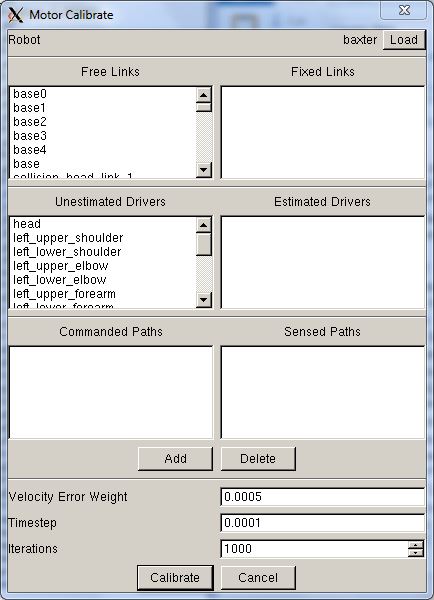 Motor Calibrate
Robot baxter Load
Free Links Fixed Links
base0
base1
base2
base3
base4
base
collision_head_link_1
Unestimated Drivers Estimated Drivers
head
left_upper_shoulder
left_lower_shoulder
left_upper_elbow
left_lower_elbow
left_upper_forearm
left_lower_forearm
Commanded Paths Sensed Paths
Add Delete
Velocity Error Weight 0.0005
Timestep 0.0001
Iterations 1000
Calibrate Cancel